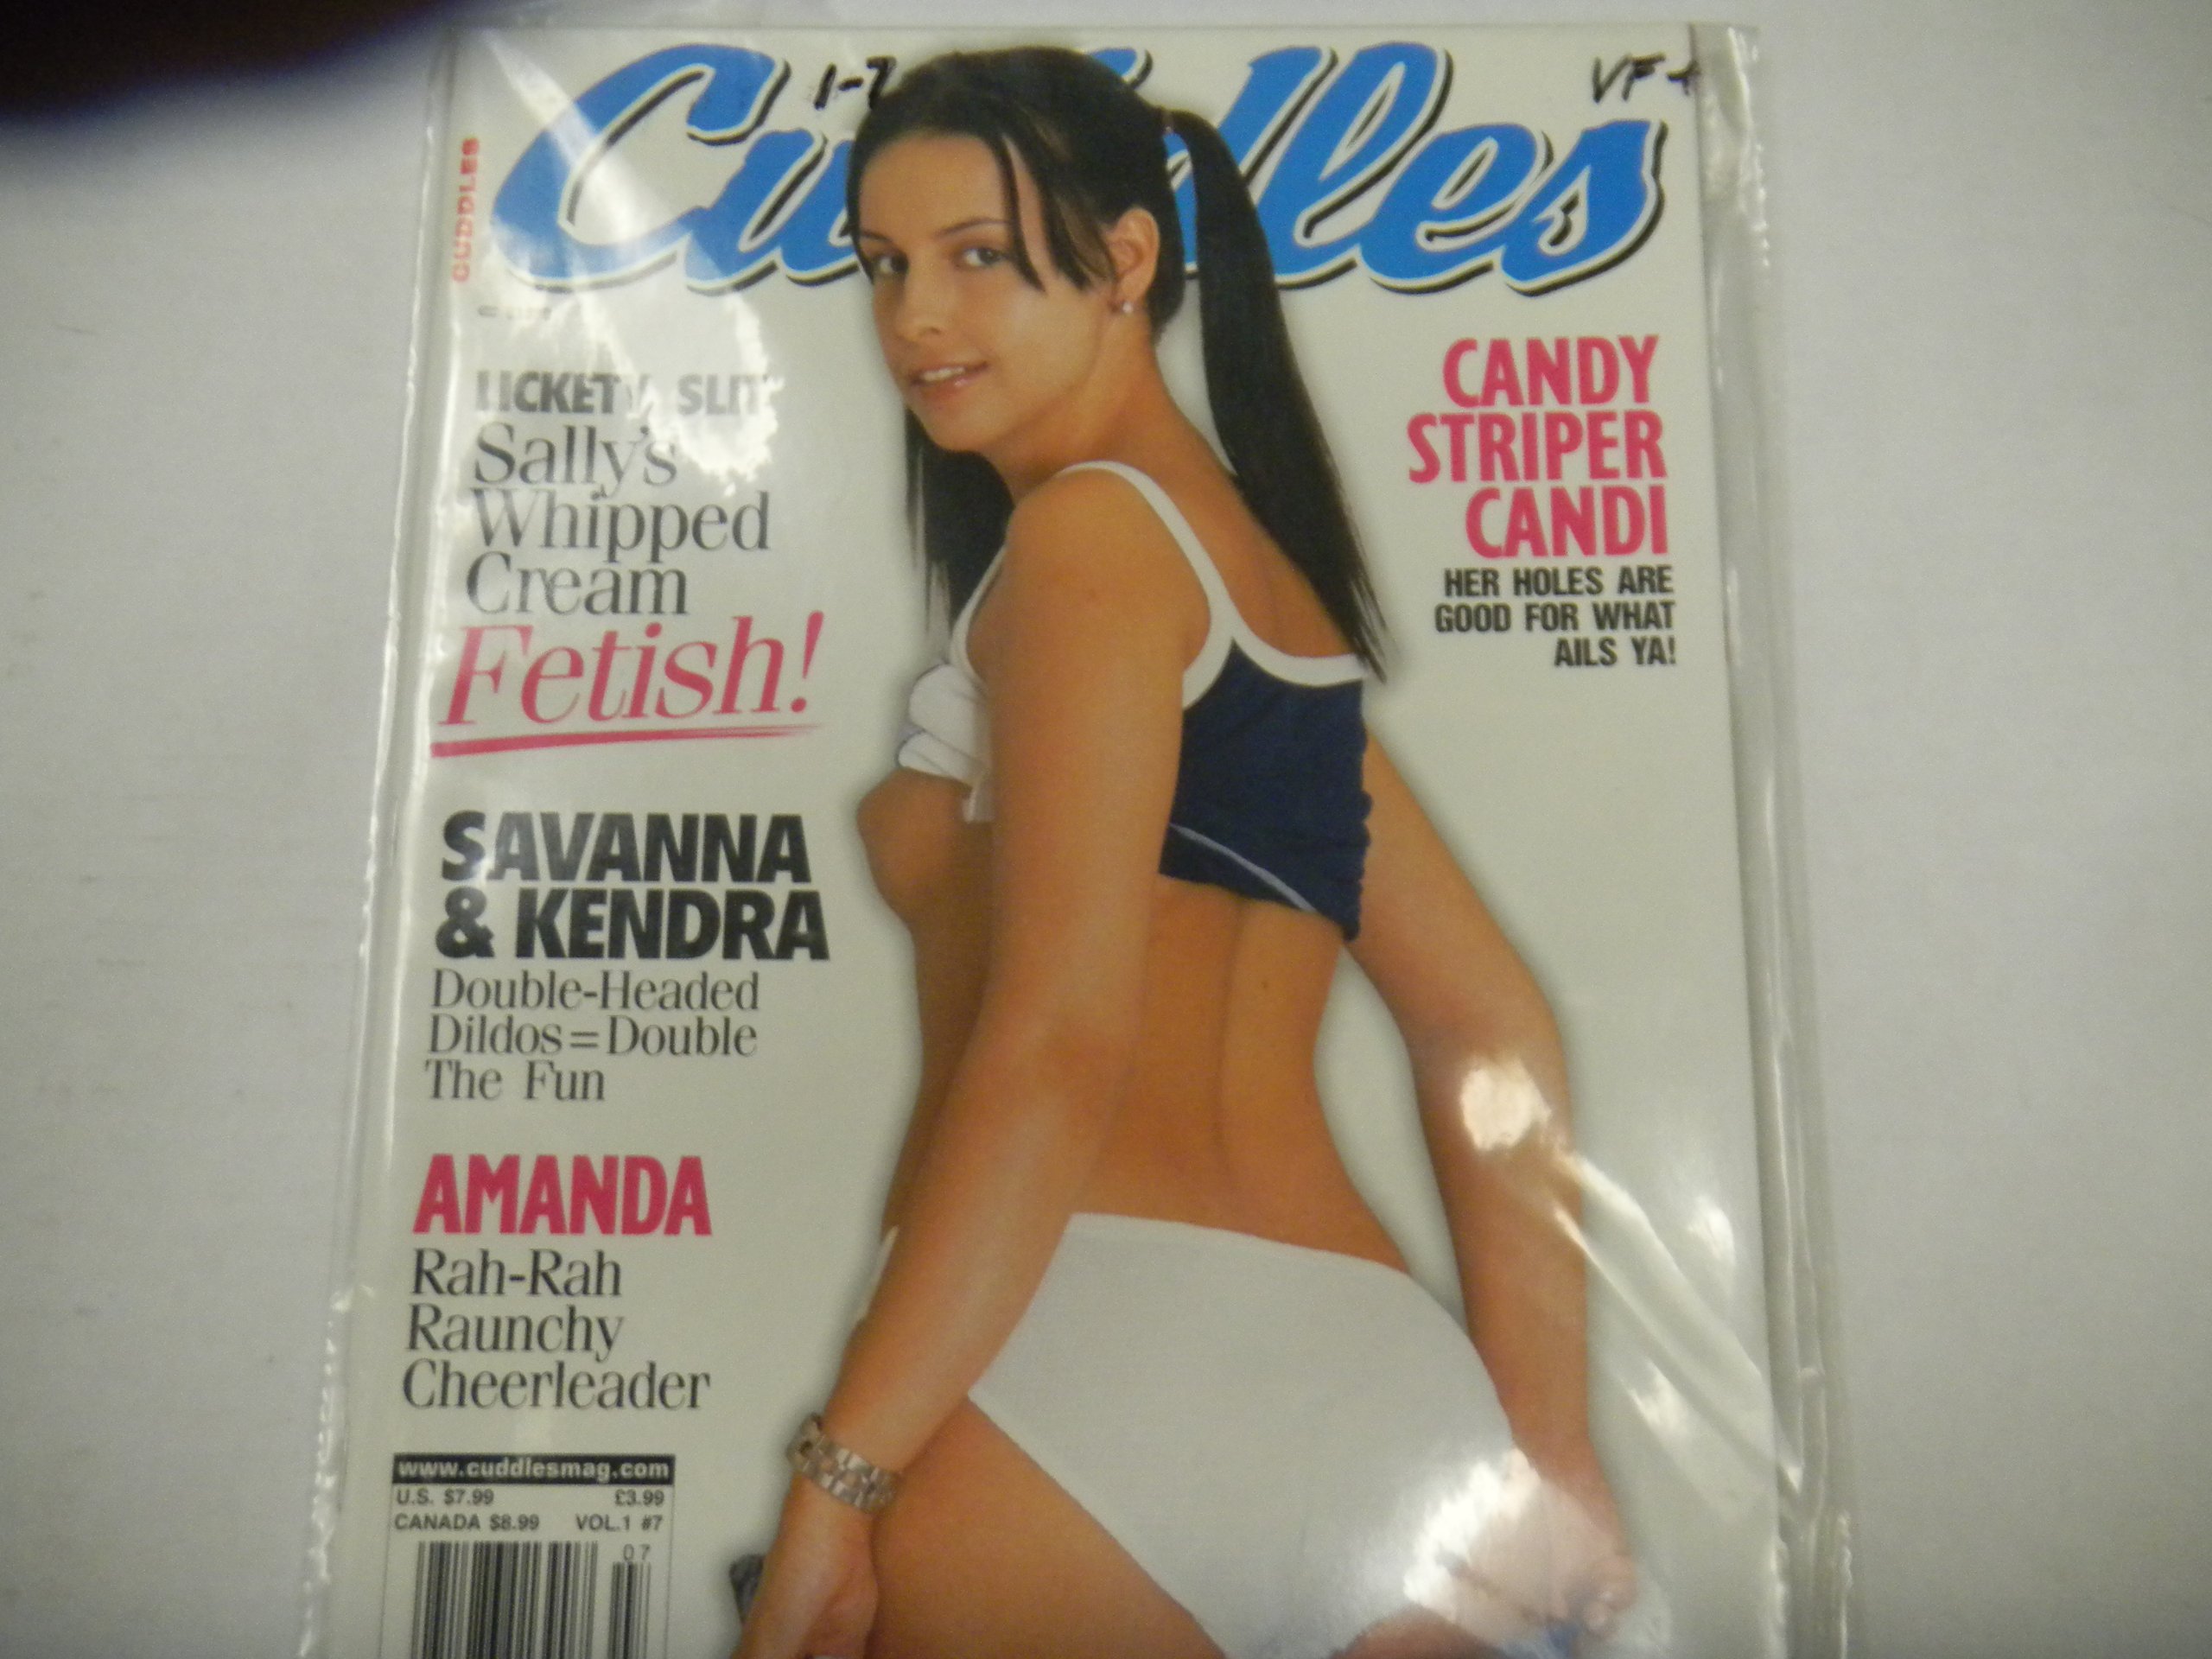 1-7
VF+
Cuddles
CUDDLES
LICKETY SLIT
Sally's
Whipped
Cream
Fetish!
CANDY
STRIPER
CANDI
HER HOLES ARE
GOOD FOR WHAT
AILS YA!
SAVANNA
& KENDRA
Double-Headed
Dildos=Double
The Fun
AMANDA
Rah-Rah
Raunchy
Cheerleader
www.cuddlesmag.com
U.S. $7.99 £3.99
CANADA $8.99 VOL.1 #7
07